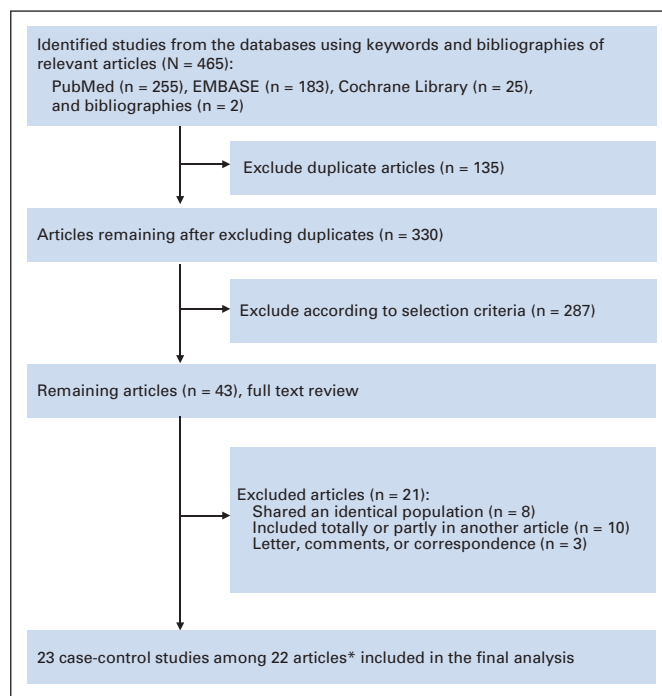 Identified studies from the databases using keywords and bibliographies of
relevant articles (N = 465):
PubMed (n = 255), EMBASE (n = 183), Cochrane Library (n = 25),
and bibliographies (n = 2)
Exclude duplicate articles (n = 135)
Articles remaining after excluding duplicates (n = 330)
Exclude according to selection criteria (n = 287)
Remaining articles (n = 43), full text review
Excluded articles (n = 21):
Shared an identical population (n = 8)
Included totally or partly in another article (n = 10)
Letter, comments, or correspondence (n = 3)
23 case-control studies among 22 articles* included in the final analysis